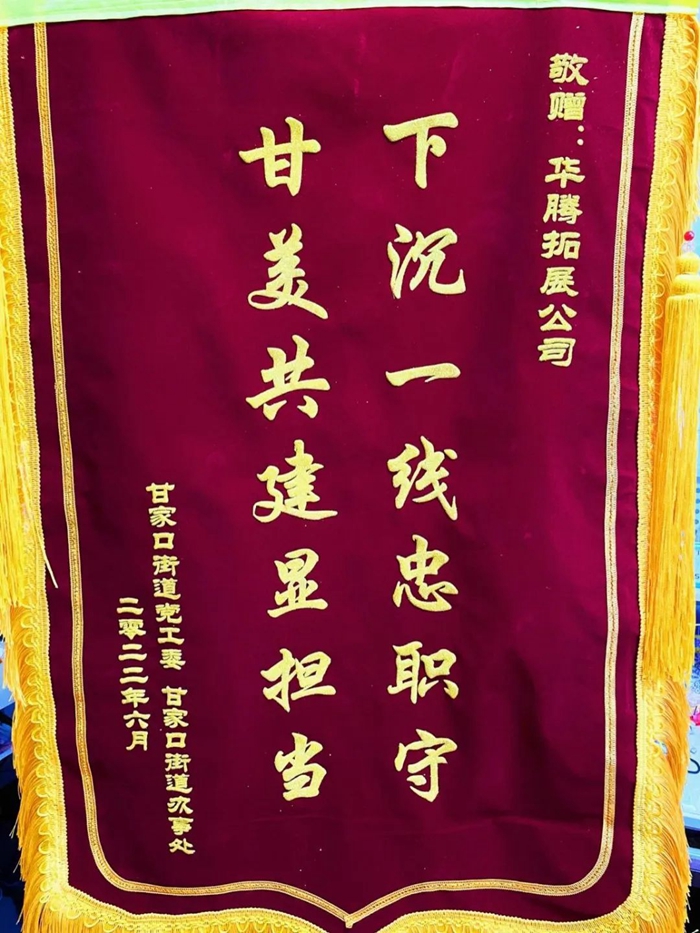 敬赠：华腾拓展公司
下沉一线忠职守
甘美共建显担当
甘家口街道党工委 甘家口街道办事处
二零二二年六月